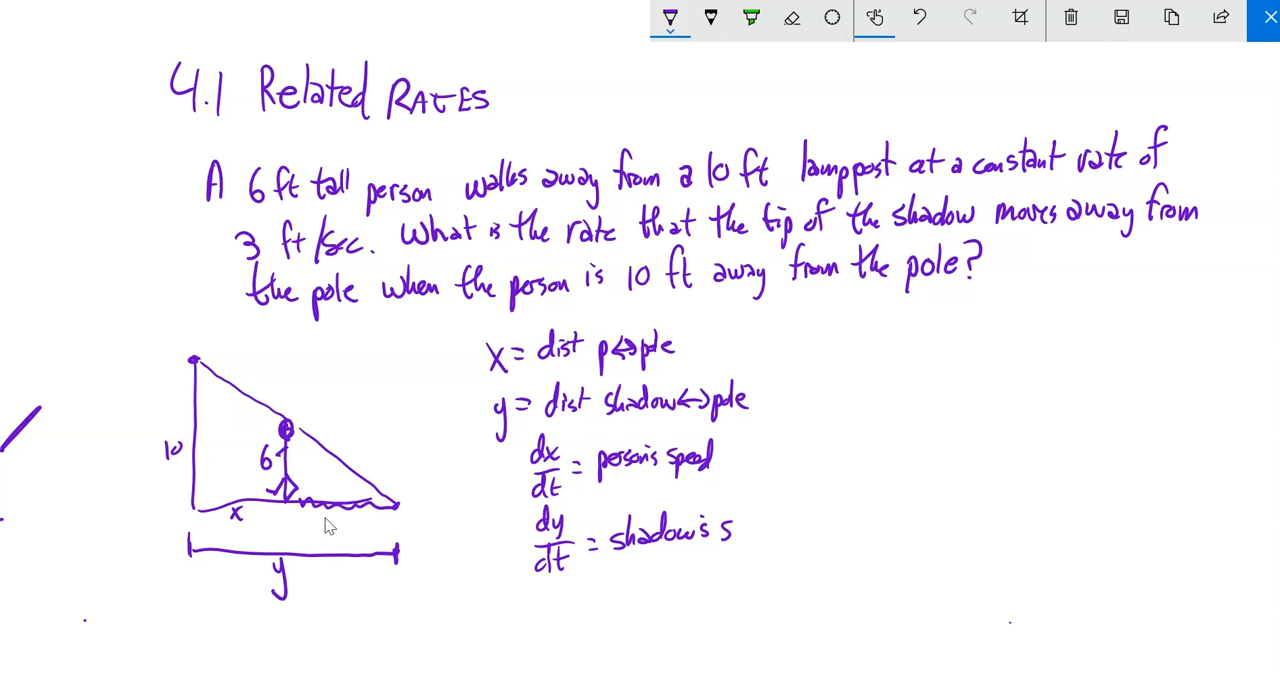 4.1 Related RATES
A 6ft tall person walks away from a 10 ft lamppost at a constant rate of
3 ft/sec. What is the rate that the tip of the shadow moves away from
the pole when the person is 10 ft away from the pole?
x = dist p↔pole
y = dist shadow↔pole
dx/dt = person's speed
dy/dt = shadow's s
10
6
x
y